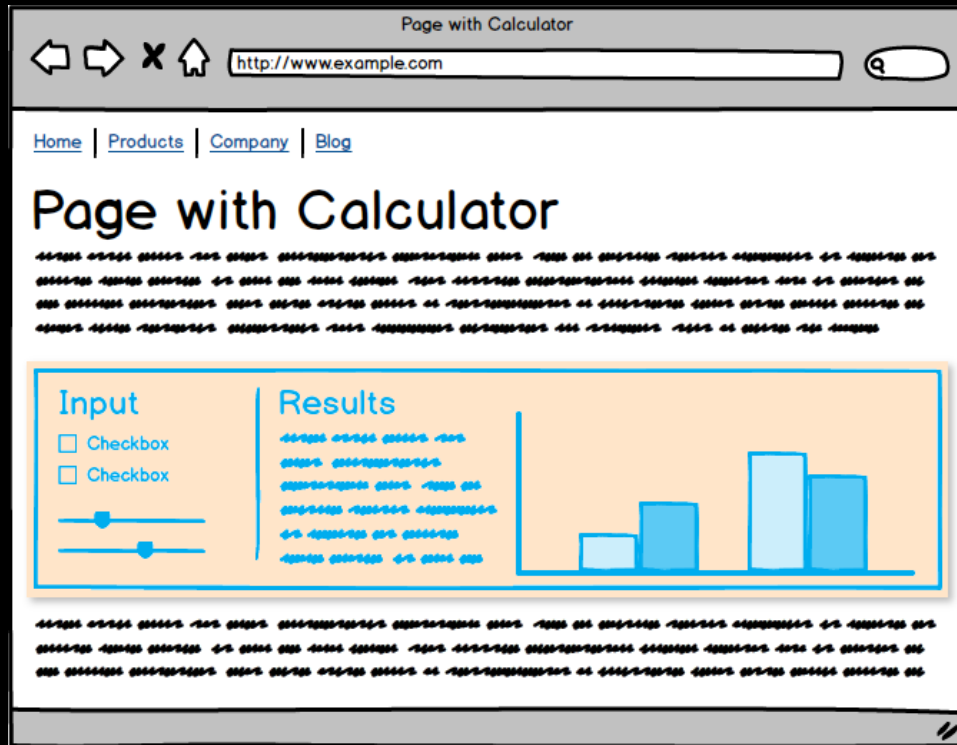 Page with Calculator
http://www.example.com
Home Products Company Blog
Page with Calculator
Input
Checkbox
Checkbox
Results